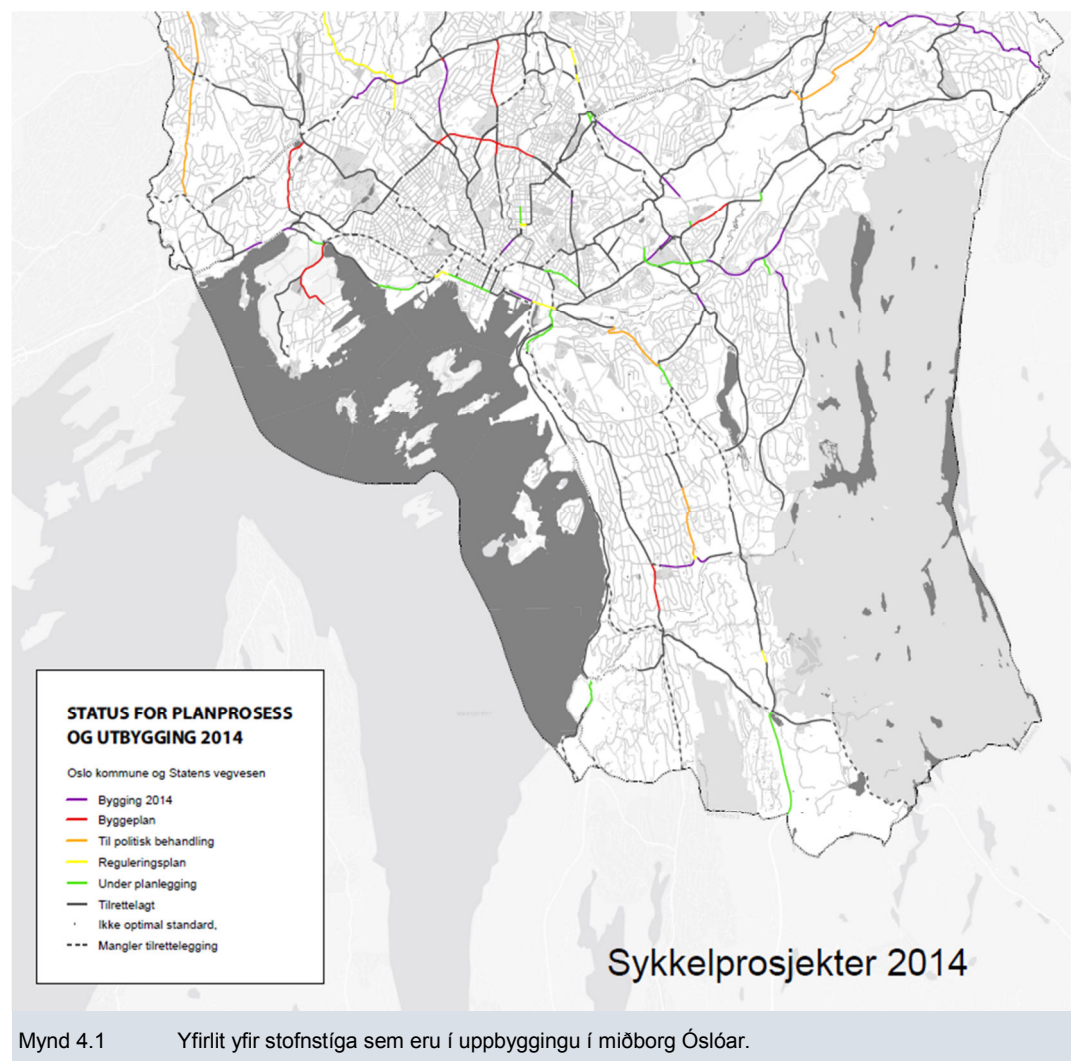 STATUS FOR PLANPROSESS
OG UTBYGGING 2014
Oslo kommune og Statens vegvesen
Bygging 2014
Byggeplan
Til politisk behandling
Reguleringsplan
Under planlegging
Tilrettelagt
Ikke optimal standard,
Mangler tilrettelegging
Sykkelprosjekter 2014
Mynd 4.1 Yfirlit yfir stofnstíga sem eru í uppbyggingu í miðborg Óslóar.